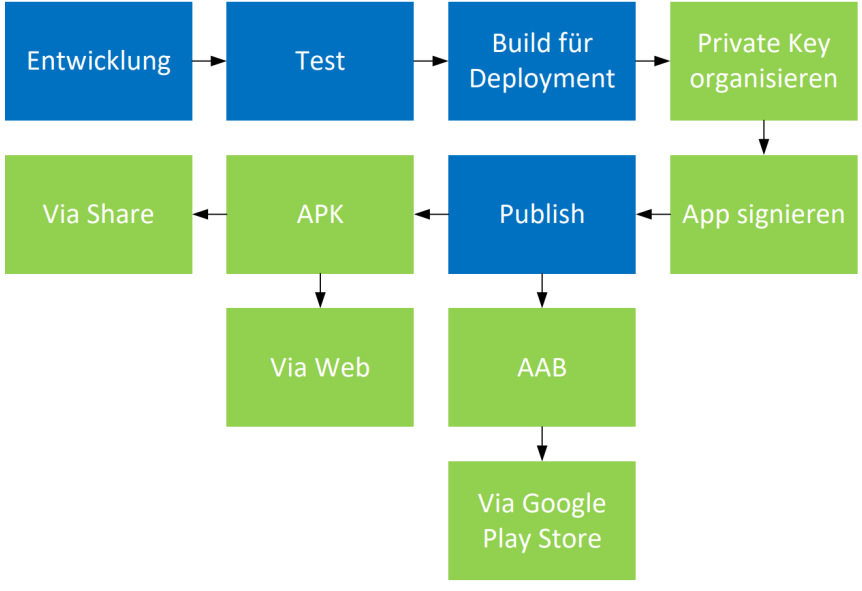 Entwicklung
Test
Build für
Deployment
Private Key
organisieren
Via Share
APK
Publish
App signieren
Via Web
AAB
Via Google
Play Store